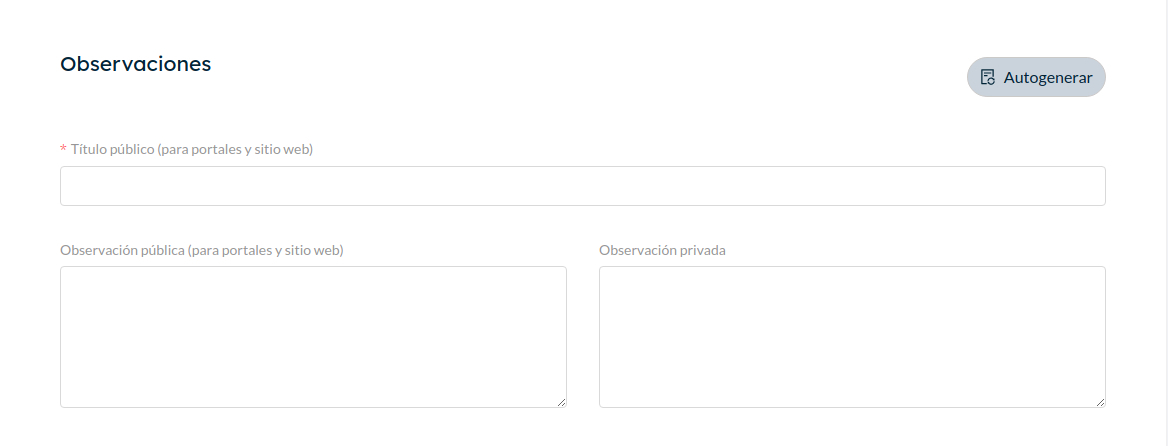 Observaciones
Autogenerar
* Título público (para portales y sitio web)
Observación pública (para portales y sitio web)
Observación privada